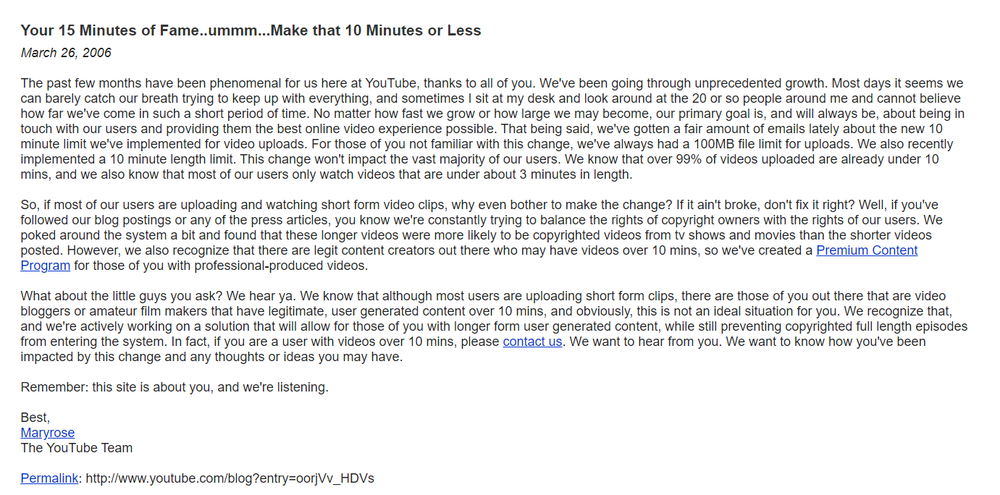 Your 15 Minutes of Fame..ummm...Make that 10 Minutes or Less
March 26, 2006
The past few months have been phenomenal for us here at YouTube, thanks to all of you. We've been going through unprecedented growth. Most days it seems we
can barely catch our breath trying to keep up with everything, and sometimes I sit at my desk and look around at the 20 or so people around me and cannot believe
how far we've come in such a short period of time. No matter how fast we grow or how large we may become, our primary goal is, and will always be, about being in
touch with our users and providing them the best online video experience possible. That being said, we've gotten a fair amount of emails lately about the new 10
minute limit we've implemented for video uploads. For those of you not familiar with this change, we've always had a 100MB file limit for uploads. We also recently
implemented a 10 minute length limit. This change won't impact the vast majority of our users. We know that over 99% of videos uploaded are already under 10
mins, and we also know that most of our users only watch videos that are under about 3 minutes in length.
So, if most of our users are uploading and watching short form video clips, why even bother to make the change? If it ain't broke, don't fix it right? Well, if you've
followed our blog postings or any of the press articles, you know we're constantly trying to balance the rights of copyright owners with the rights of our users. We
poked around the system a bit and found that these longer videos were more likely to be copyrighted videos from tv shows and movies than the shorter videos
posted. However, we also recognize that there are legit content creators out there who may have videos over 10 mins, so we've created a Premium Content
Program for those of you with professional-produced videos.
What about the little guys you ask? We hear ya. We know that although most users are uploading short form clips, there are those of you out there that are video
bloggers or amateur film makers that have legitimate, user generated content over 10 mins, and obviously, this is not an ideal situation for you. We recognize that,
and we're actively working on a solution that will allow for those of you with longer form user generated content, while still preventing copyrighted full length episodes
from entering the system. In fact, if you are a user with videos over 10 mins, please contact us. We want to hear from you. We want to know how you've been
impacted by this change and any thoughts or ideas you may have.
Remember: this site is about you, and we're listening.
Best,
Maryrose
The YouTube Team
Permalink: http://www.youtube.com/blog?entry=oorjVv_HDVs